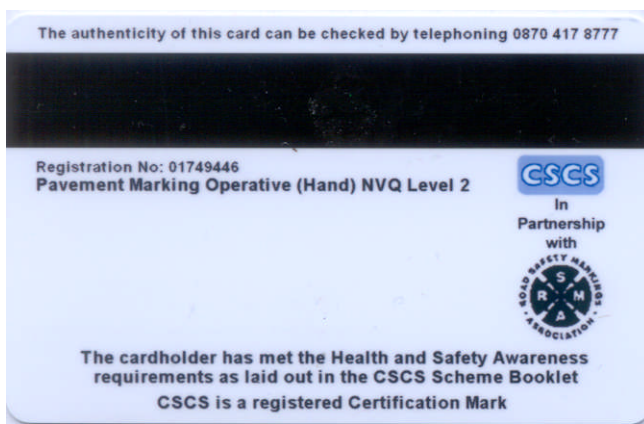 The authenticity of this card can be checked by telephoning 0870 417 8777
Registration No: 01749446
Pavement Marking Operative (Hand) NVQ Level 2
CSCS
In
Partnership
with
ROAD SAFETY MARKINGS
S
R M
A
ASSOCIATION
The cardholder has met the Health and Safety Awareness
requirements as laid out in the CSCS Scheme Booklet
CSCS is a registered Certification Mark